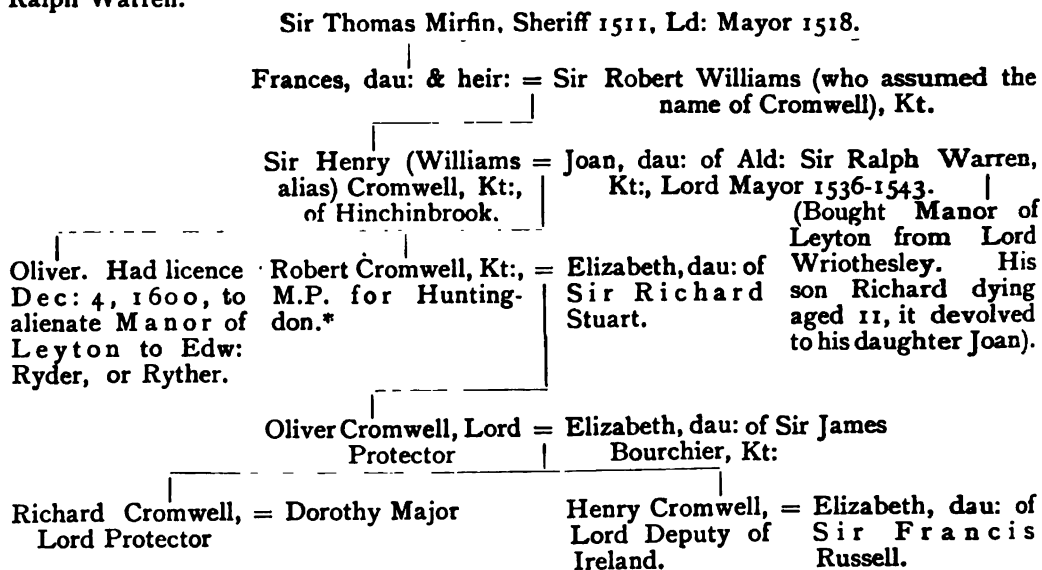 Ralph Warren.
Sir Thomas Mirfin, Sheriff 1511, Ld: Mayor 1518.
Frances, dau: & heir: = Sir Robert Williams (who assumed the
name of Cromwell), Kt.
Sir Henry (Williams
alias) Cromwell, Kt:,
of Hinchinbrook.
= Joan, dau: of Ald: Sir Ralph Warren,
Kt:, Lord Mayor 1536-1543.
(Bought Manor of
Leyton from Lord
Wriothesley. His
son Richard dying
aged 11, it devolved
to his daughter Joan).
Oliver. Had licence
Dec: 4, 1600, to
alienate Manor of
Leyton to Edw:
Ryder, or Ryther.
Robert Cromwell, Kt:,
M.P. for Hunting-
don.*
= Elizabeth, dau: of
Sir Richard
Stuart.
Oliver Cromwell, Lord
Protector
= Elizabeth, dau: of Sir James
Bourchier, Kt:
Richard Cromwell,
Lord Protector
= Dorothy Major
Henry Cromwell,
Lord Deputy of
Ireland.
= Elizabeth, dau: of
Sir Francis
Russell.